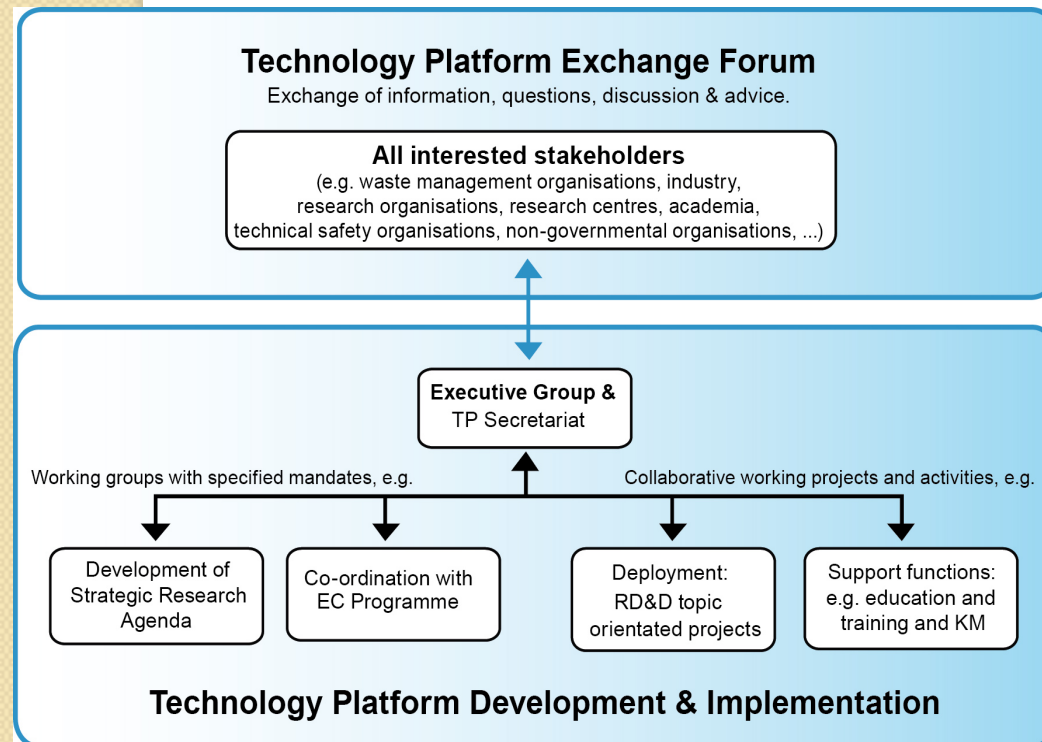 Technology Platform Exchange Forum
Exchange of information, questions, discussion & advice.
All interested stakeholders
(e.g. waste management organisations, industry,
research organisations, research centres, academia,
technical safety organisations, non-governmental organisations, ...)
Executive Group &
TP Secretariat
Working groups with specified mandates, e.g.
Collaborative working projects and activities, e.g.
Development of
Strategic Research
Agenda
Co-ordination with
EC Programme
Deployment:
RD&D topic
orientated projects
Support functions:
e.g. education and
training and KM
Technology Platform Development & Implementation